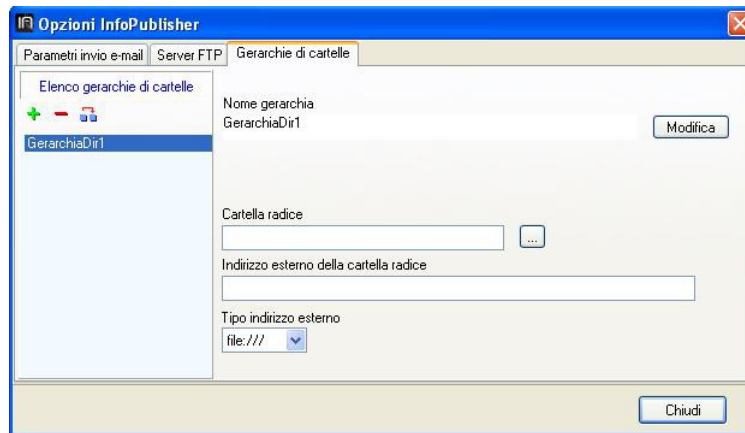 Opzioni InfoPublisher
Parametri invio e-mail Server FTP Gerarchie di cartelle
Elenco gerarchie di cartelle
GerarchiaDir1
Nome gerarchia
GerarchiaDir1
Modifica
Cartella radice
...
Indirizzo esterno della cartella radice
Tipo indirizzo esterno
file:///
Chiudi